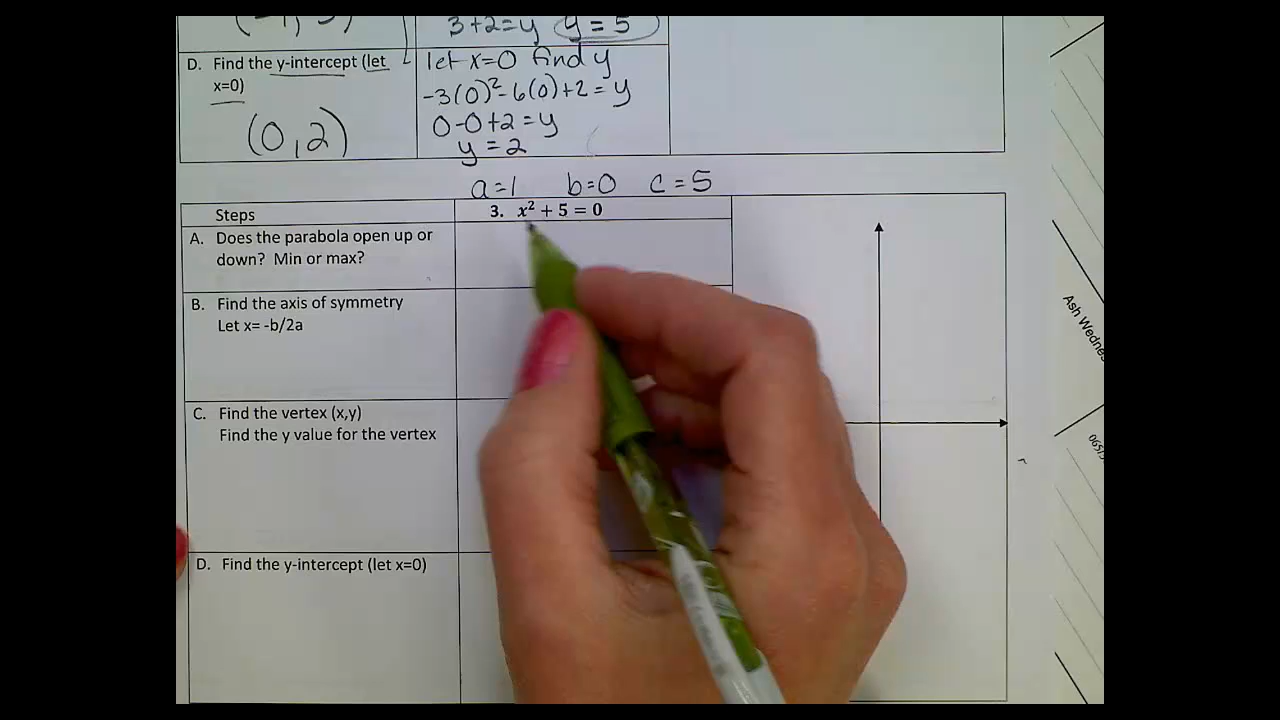 3+2=y y=5
D. Find the y-intercept (let
x=0)
(0,2)
let x=0 find y
-3(0)²-6(0)+2=y
0-0+2=y
y=2
a=1 b=0 c=5
Steps
3. x² + 5 = 0
A. Does the parabola open up or
down? Min or max?
B. Find the axis of symmetry
Let x= -b/2a
C. Find the vertex (x,y)
Find the y value for the vertex
D. Find the y-intercept (let x=0)
Ash Wednes